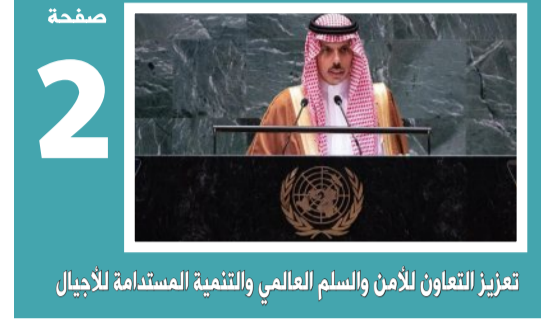 صفحة
2
تعزيز التعاون للأمن والسلم العالمي والتنمية المستدامة للأجيال